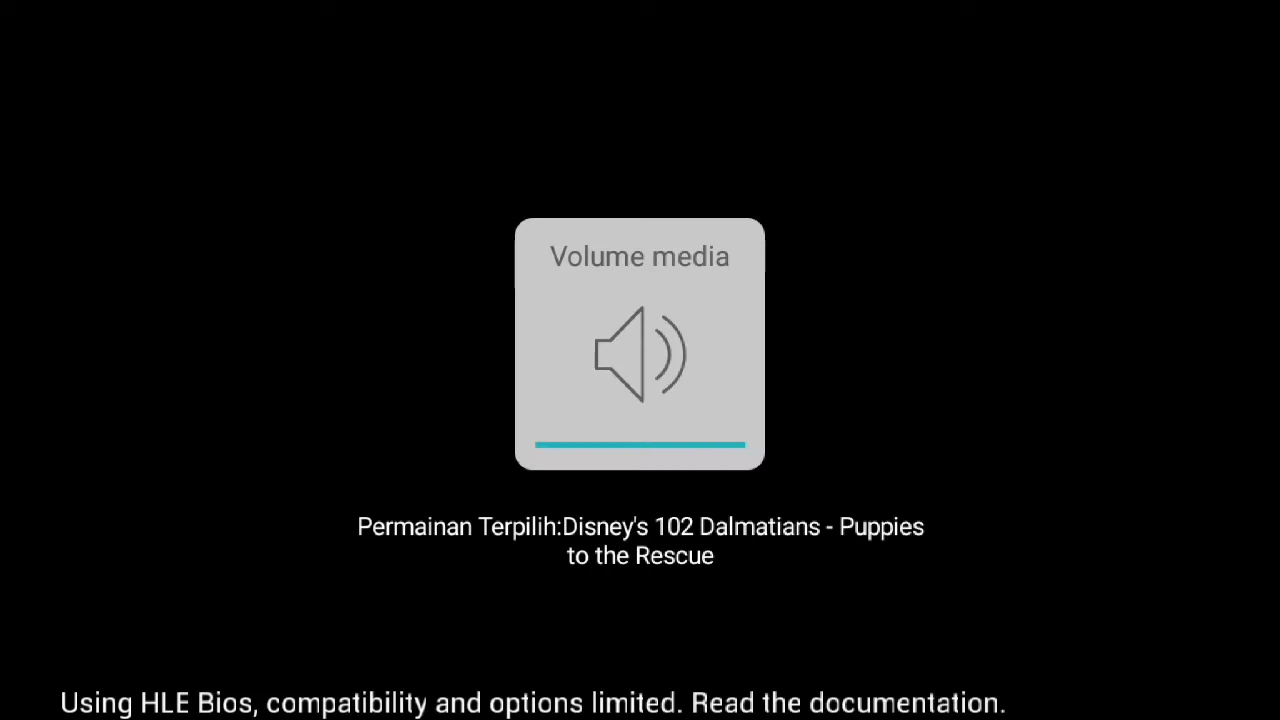 Volume media
Permainan Terpilih:Disney's 102 Dalmatians - Puppies
to the Rescue
Using HLE Bios, compatibility and options limited. Read the documentation.